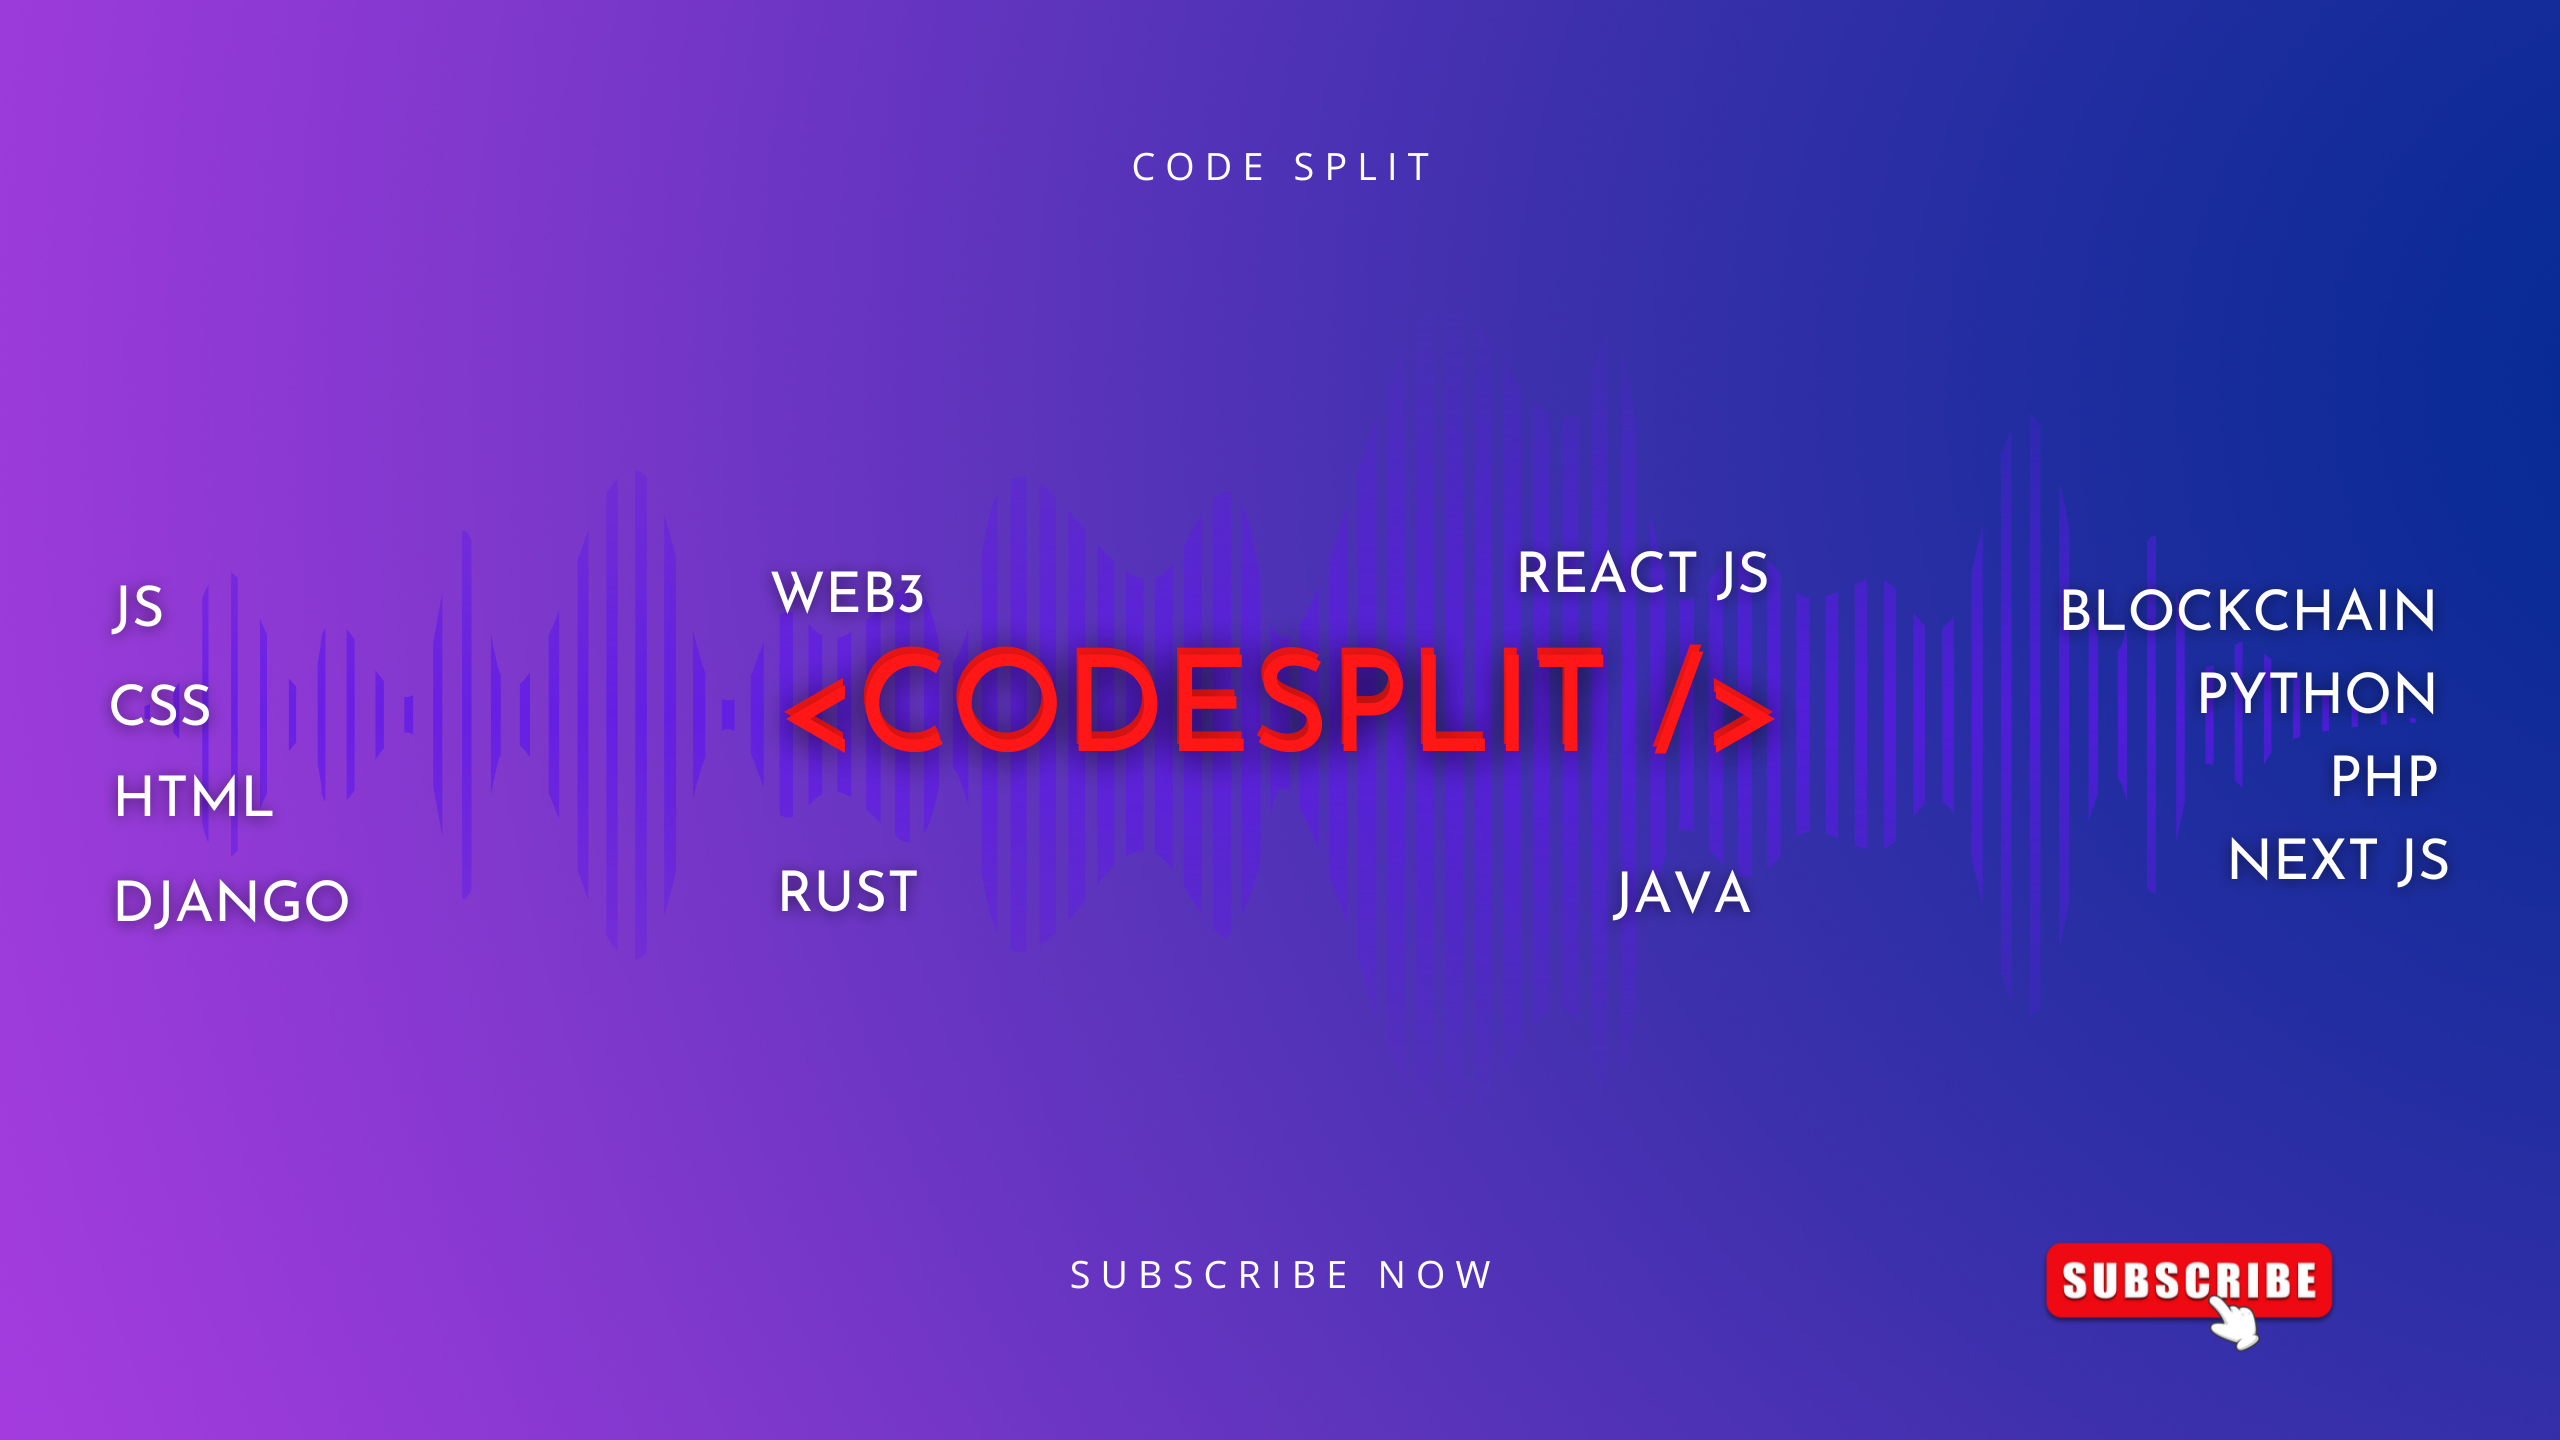 CODE SPLIT
JS
CSS
HTML
DJANGO
WEB3
REACT JS
<CODESPLIT />
RUST
JAVA
BLOCKCHAIN
PYTHON
PHP
NEXT JS
SUBSCRIBE NOW
SUBSCRIBE